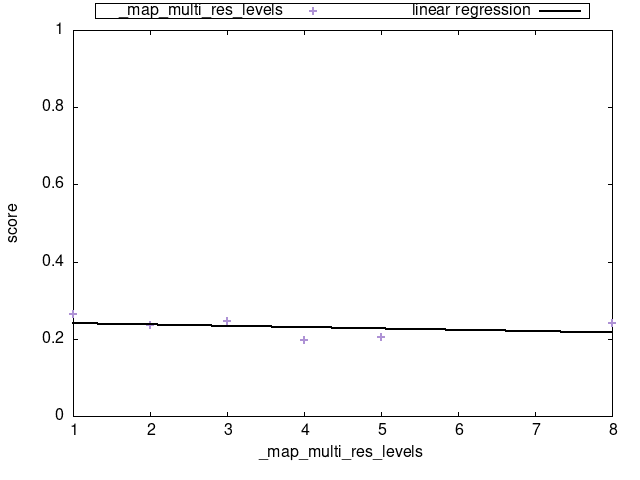 _map_multi_res_levels linear regression
1
0.8
0.6
0.4
0.2
0
score
1 2 3 4 5 6 7 8
_map_multi_res_levels